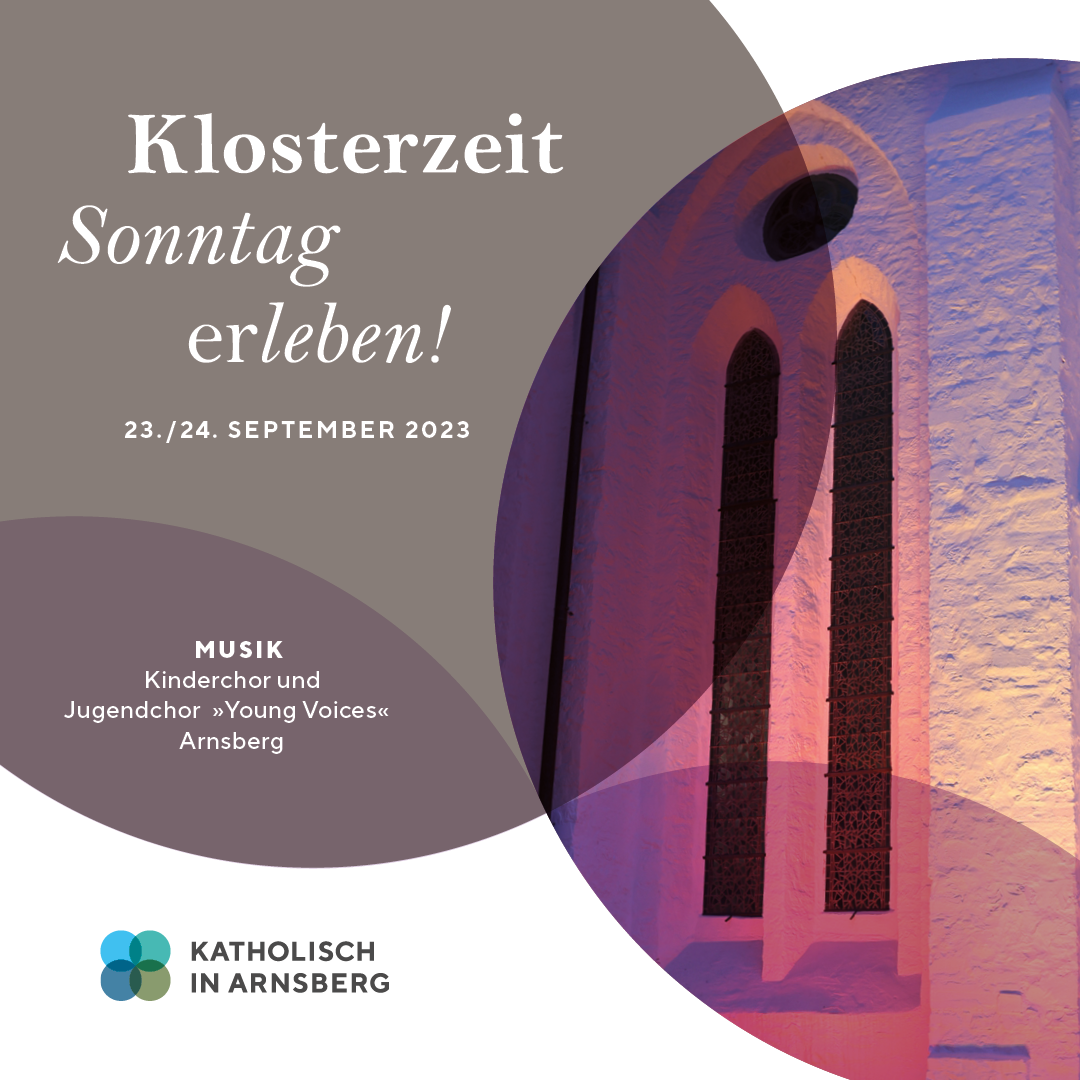 Klosterzeit
Sonntag
erleben!
23./24. SEPTEMBER 2023
MUSIK
Kinderchor und
Jugendchor »Young Voices«
Arnsberg
KATHOLISCH
IN ARNSBERG